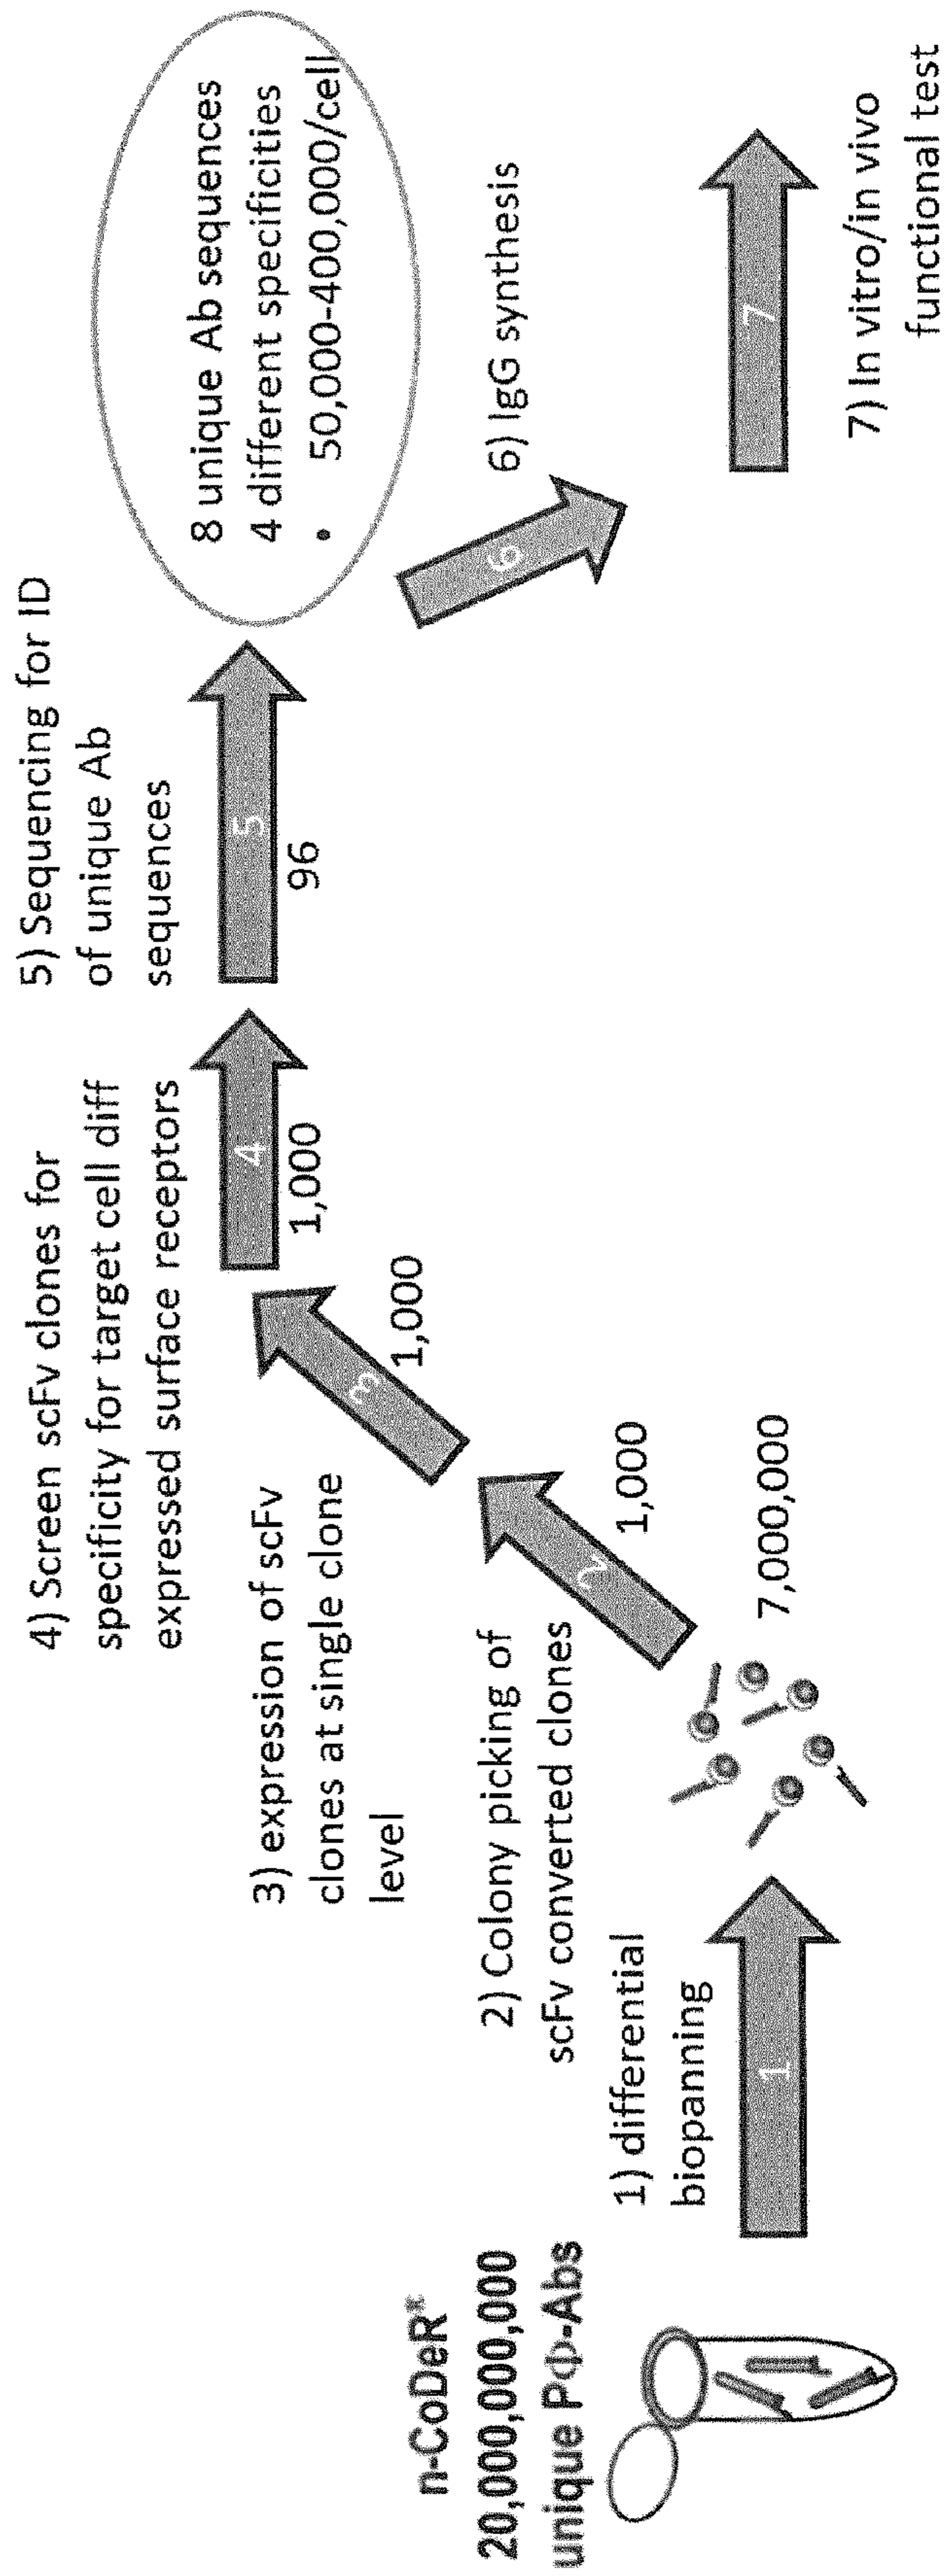 n-CoDeR®
20,000,000,000
unique PΦ-Abs
1) differential
biopanning
1
7,000,000
2) Colony picking of
scFv converted clones
2
1,000
3) expression of scFv
clones at single clone
level
3
1,000
4) Screen scFv clones for
specificity for target cell diff
expressed surface receptors
4
1,000
5) Sequencing for ID
of unique Ab
sequences
5
96
8 unique Ab sequences
4 different specificities
• 50,000-400,000/cell
6
6) IgG synthesis
7
7) In vitro/in vivo
functional test